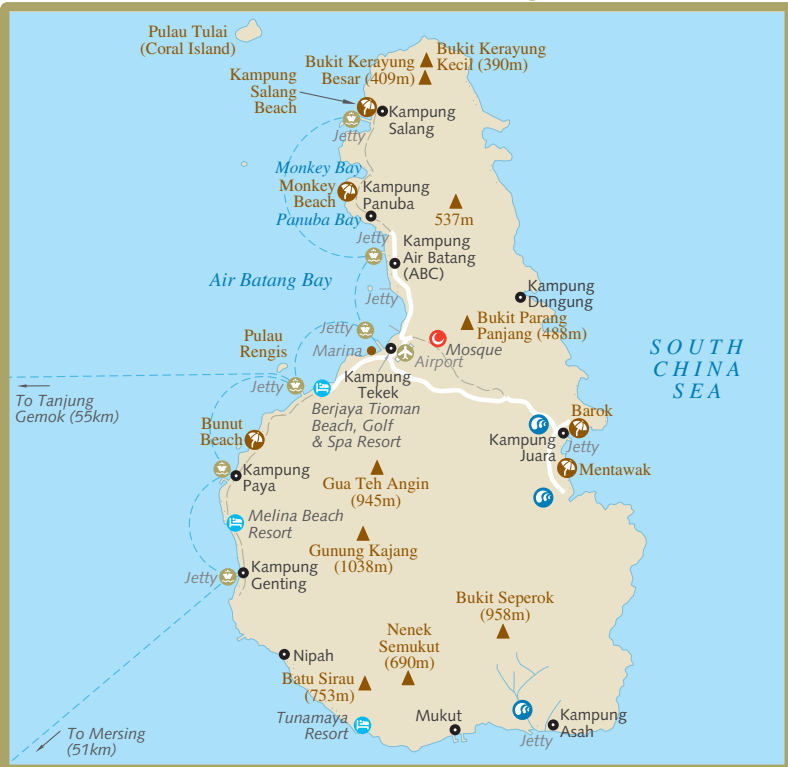 Pulau Tulai
(Coral Island)
Bukit Kerayung
Kecil (390m)
Bukit Kerayung
Besar (409m)
Kampung
Salang
Beach
Kampung
Salang
Jetty
Monkey Bay
Monkey
Beach
Kampung
Panuba
Panuba Bay
537m
Jetty
Kampung
Air Batang
(ABC)
Air Batang Bay
Jetty
Kampung
Dungung
Bukit Parang
Panjang (488m)
Pulau
Rengis
Jetty
Marina
Mosque
Airport
SOUTH
CHINA
SEA
Jetty
Kampung
Tekek
To Tanjung
Gemok (55km)
Berjaya Tioman
Beach, Golf
& Spa Resort
Bunut
Beach
Barok
Kampung
Juara
Jetty
Mentawak
Kampung
Paya
Gua Teh Angin
(945m)
Melina Beach
Resort
Gunung Kajang
(1038m)
Jetty
Kampung
Genting
Bukit Seperok
(958m)
Nenek
Semukut
(690m)
Nipah
Batu Sirau
(753m)
Tunamaya
Resort
Mukut
Kampung
Asah
Jetty
To Mersing
(51km)